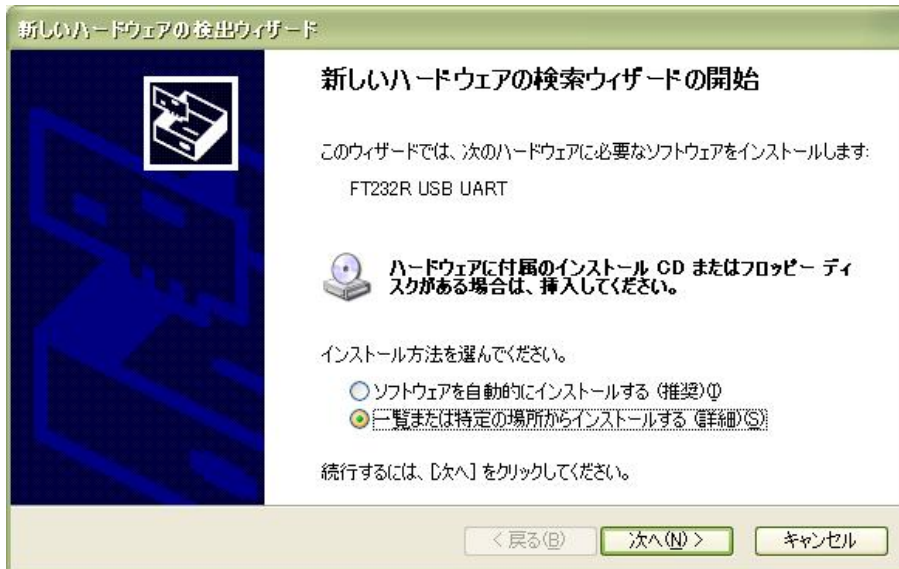 新しいハードウェアの検出ウィザード
新しいハードウェアの検索ウィザードの開始
このウィザードでは、次のハードウェアに必要なソフトウェアをインストールします:
FT232R USB UART
ハードウェアに付属のインストール CD またはフロッピー ディ
スクがある場合は、挿入してください。
インストール方法を選んでください。
ソフトウェアを自動的にインストールする (推奨)(I)
一覧または特定の場所からインストールする (詳細)(S)
続行するには、[次へ] をクリックしてください。
< 戻る(B)
次へ(N) >
キャンセル